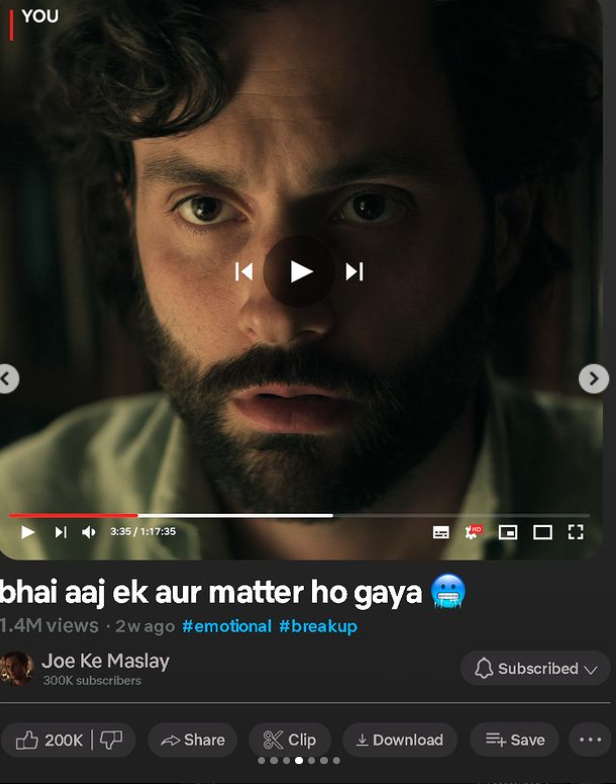 YOU
3:35 / 1:17:35
HD
bhai aaj ek aur matter ho gaya 🥶
1.4M views · 2w ago #emotional #breakup
Joe Ke Maslay
300K subscribers
Subscribed
200K Share Clip Download Save